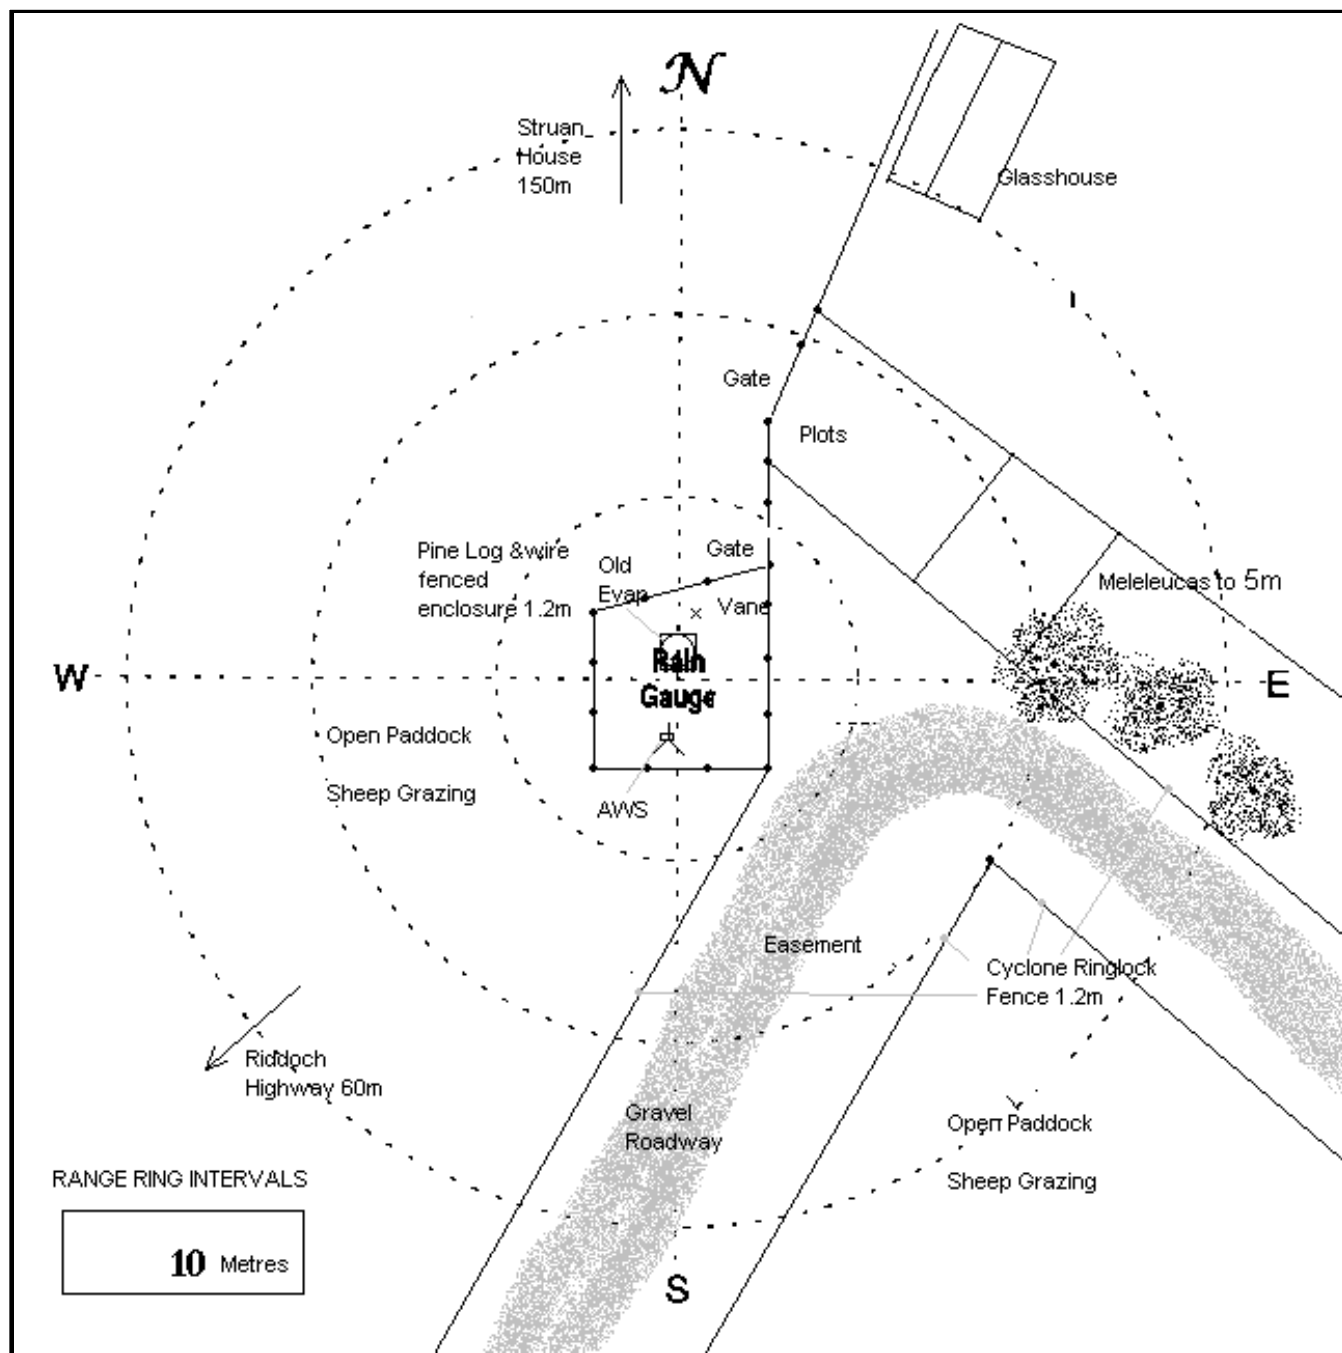 N
Struan
House
150m
Glasshouse
Gate
Plots
Pine Log &wire
fenced
enclosure 1.2m
Old
Evap
Gate
Vane
Meleleucas to 5m
W
Rain
Gauge
E
Open Paddock
Sheep Grazing
AWS
Easement
Cyclone Ringlock
Fence 1.2m
Riddoch
Highway 60m
Gravel
Roadway
Open Paddock
Sheep Grazing
RANGE RING INTERVALS
10 Metres
S